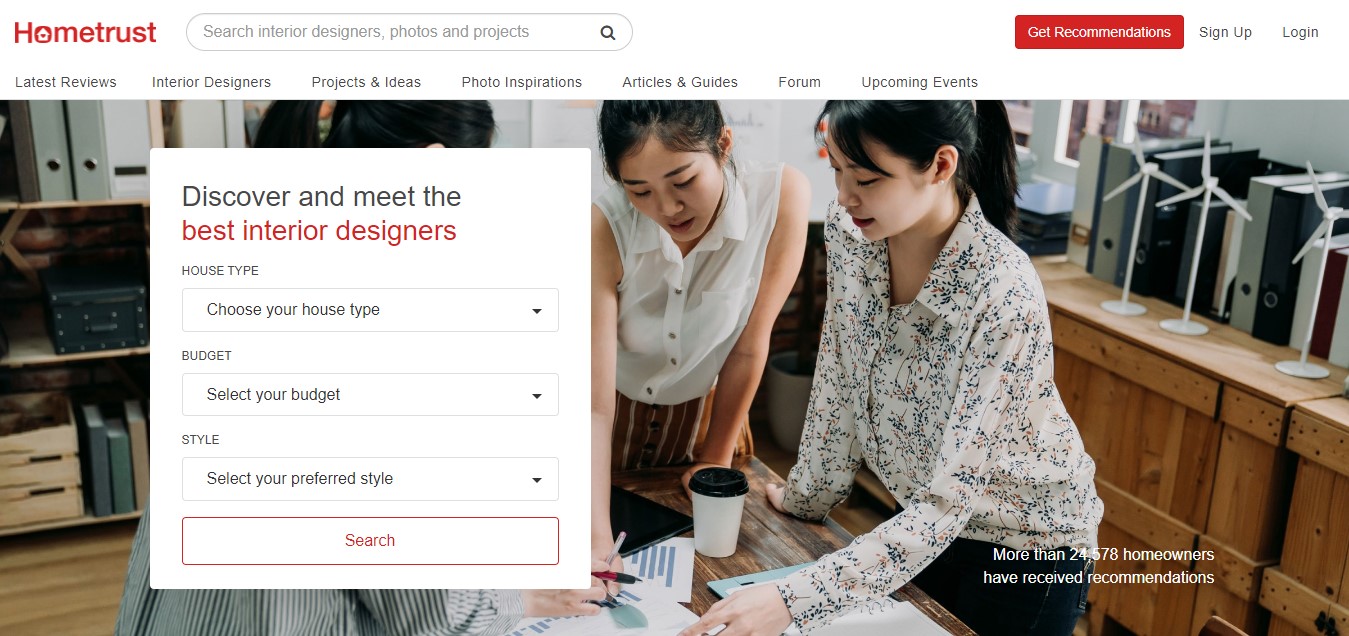 Hometrust
Search interior designers, photos and projects
Get Recommendations
Sign Up
Login
Latest Reviews
Interior Designers
Projects & Ideas
Photo Inspirations
Articles & Guides
Forum
Upcoming Events
Discover and meet the
best interior designers
HOUSE TYPE
Choose your house type
BUDGET
Select your budget
STYLE
Select your preferred style
Search
More than 24,578 homeowners
have received recommendations